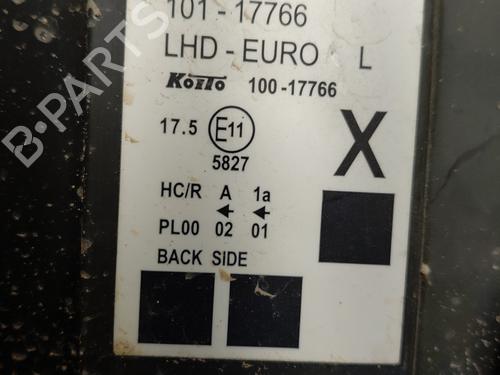 101-17766
LHD-EURO L
KOITO 100-17766
17.5 E11 X
5827
HC/R A 1a
← ←
PL00 02 01
BACK SIDE
B-PARTS